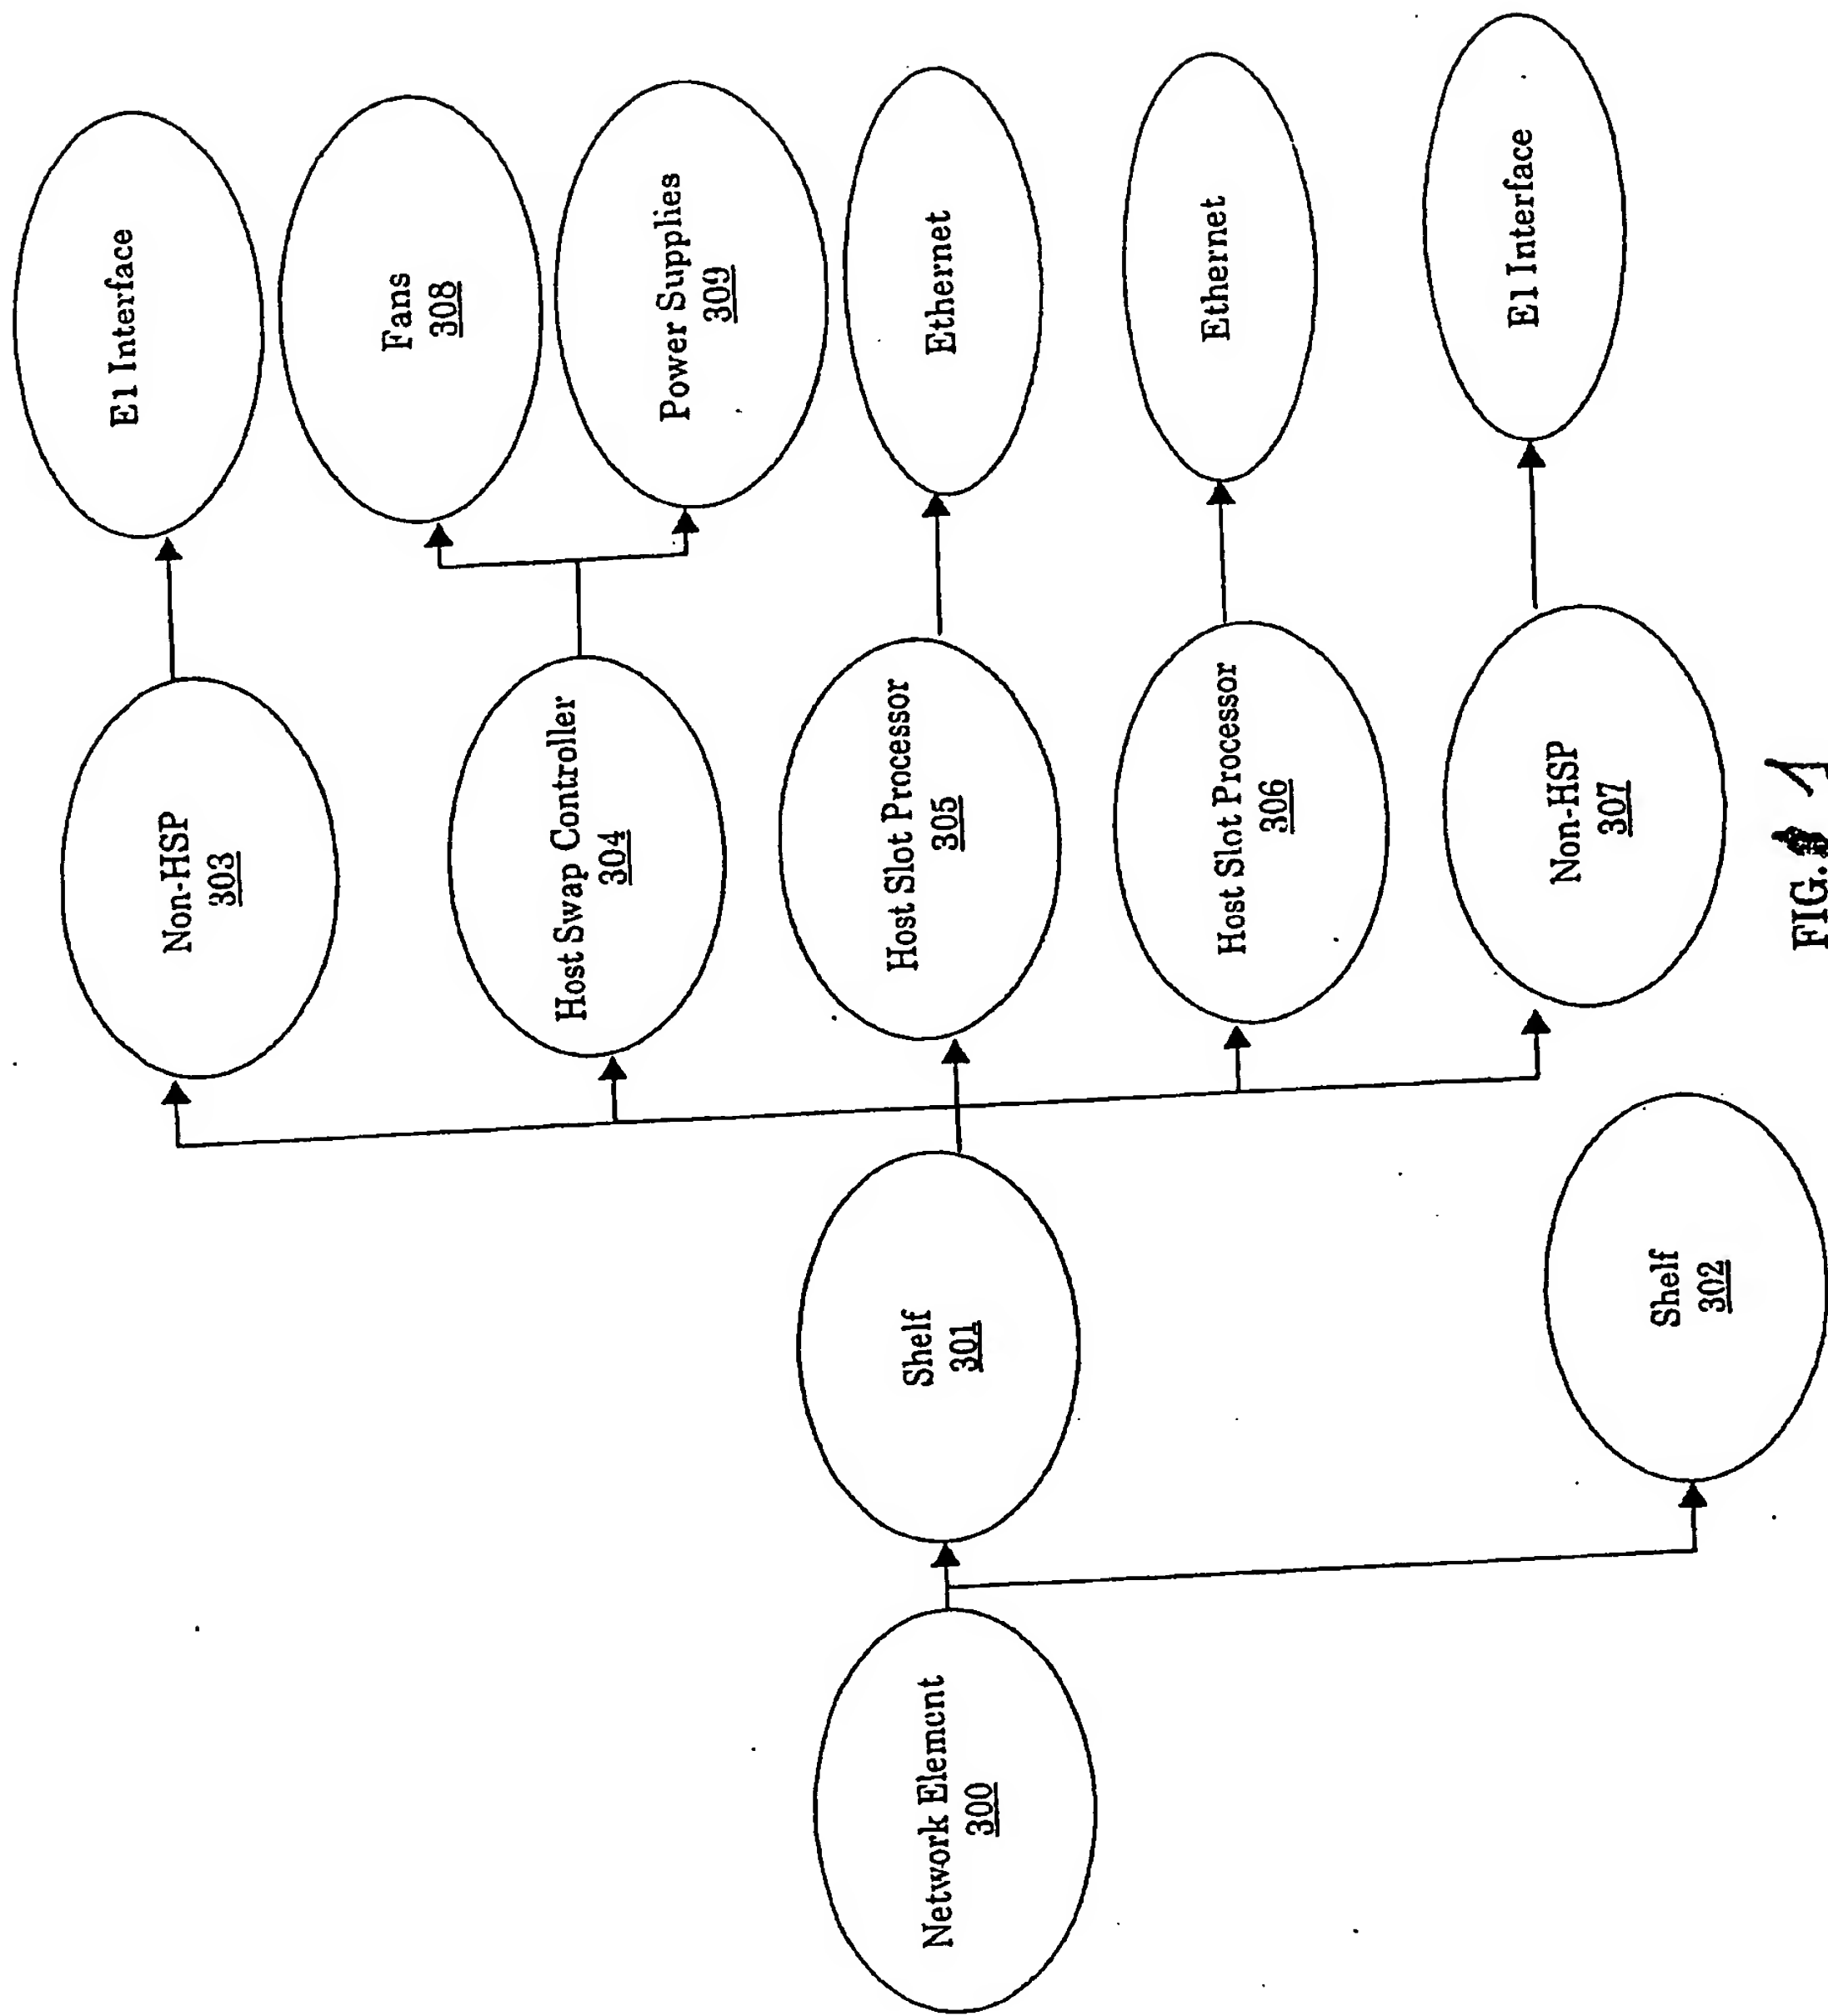 Network Element
300
Shelf
301
Shelf
302
Non-HSP
303
Host Swap Controller
304
Host Slot Processor
305
Host Slot Processor
306
Non-HSP
307
E1 Interface
Fans
308
Power Supplies
309
Ethernet
Ethernet
E1 Interface
FIG. 1